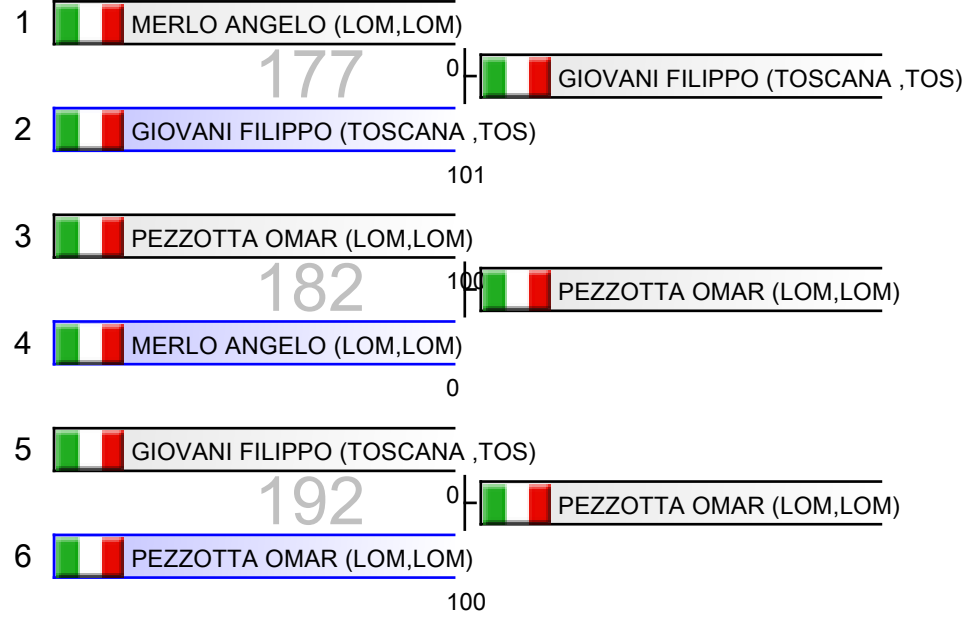 1 MERLO ANGELO (LOM,LOM)
177 0 GIOVANI FILIPPO (TOSCANA ,TOS)
2 GIOVANI FILIPPO (TOSCANA ,TOS)
101
3 PEZZOTTA OMAR (LOM,LOM)
182 100 PEZZOTTA OMAR (LOM,LOM)
4 MERLO ANGELO (LOM,LOM)
0
5 GIOVANI FILIPPO (TOSCANA ,TOS)
192 0 PEZZOTTA OMAR (LOM,LOM)
6 PEZZOTTA OMAR (LOM,LOM)
100